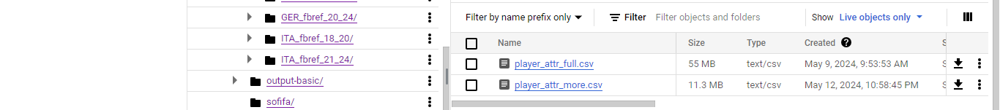 GER_fbref_20_24/
ITA_fbref_18_20/
ITA_fbref_21_24/
output-basic/
sofifa/
Filter by name prefix only Filter Filter objects and folders Show Live objects only
Name Size Type Created ?
player_attr_full.csv 55 MB text/csv May 9, 2024, 9:53:53 AM
player_attr_more.csv 11.3 MB text/csv May 12, 2024, 10:58:45 PM